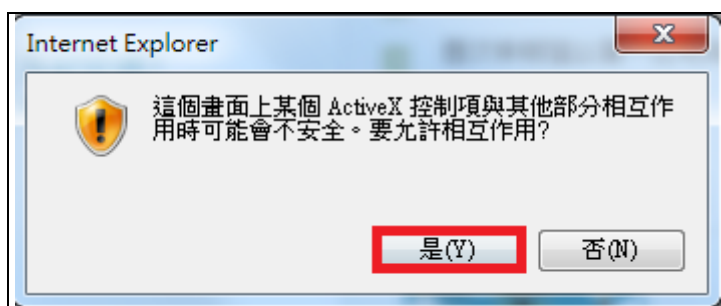 Internet Explorer
這個畫面上某個 ActiveX 控制項與其他部分相互作
用時可能會不安全。要允許相互作用?
是(Y)
否(N)